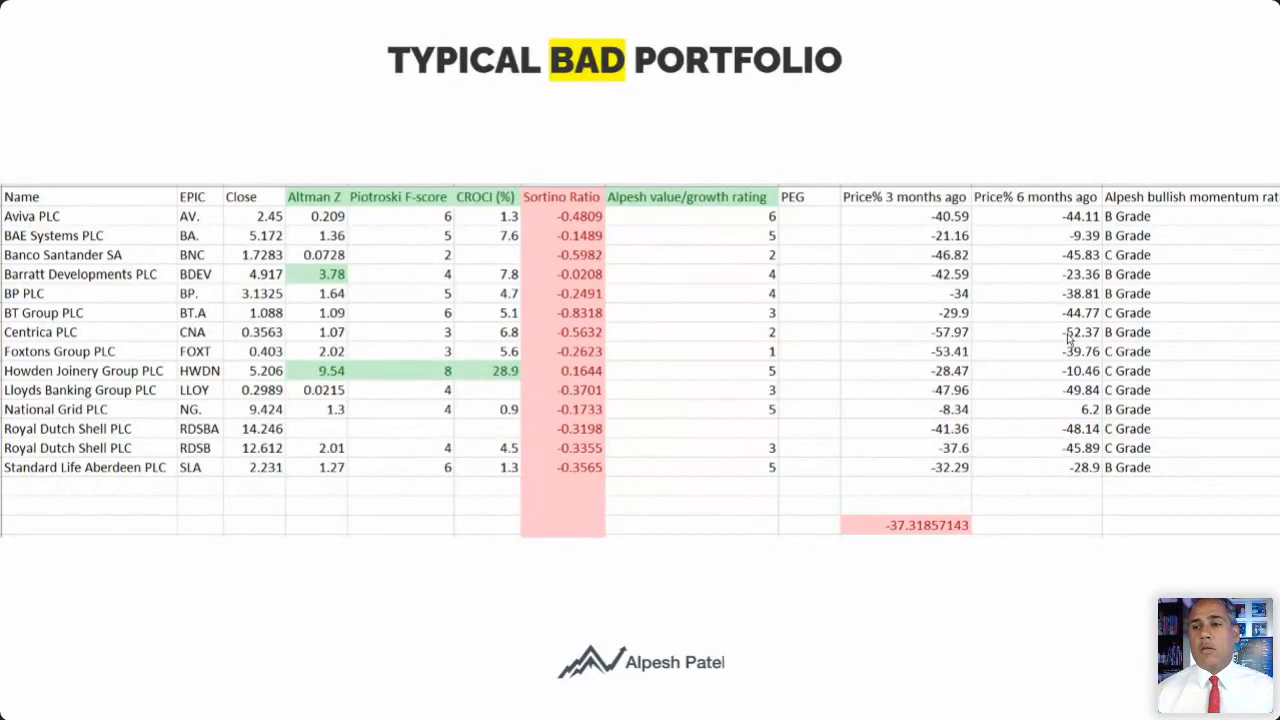 TYPICAL BAD PORTFOLIO
Name EPIC Close Altman Z Piotroski F-score CROCI (%) Sortino Ratio Alpesh value/growth rating PEG Price% 3 months ago Price% 6 months ago Alpesh bullish momentum rat
Aviva PLC AV. 2.45 0.209 6 1.3 -0.4809 6 -40.59 -44.11 B Grade
BAE Systems PLC BA. 5.172 1.36 5 7.6 -0.1489 5 -21.16 -9.39 B Grade
Banco Santander SA BNC 1.7283 0.0728 2 -0.5982 2 -46.82 -45.83 C Grade
Barratt Developments PLC BDEV 4.917 3.78 4 7.8 -0.0208 4 -42.59 -23.36 B Grade
BP PLC BP. 3.1325 1.64 5 4.7 -0.2491 4 -34 -38.81 B Grade
BT Group PLC BT.A 1.088 1.09 6 5.1 -0.8318 3 -29.9 -44.77 C Grade
Centrica PLC CNA 0.3563 1.07 3 6.8 -0.5632 2 -57.97 -52.37 B Grade
Foxtons Group PLC FOXT 0.403 2.02 3 5.6 -0.2623 1 -53.41 -39.76 C Grade
Howden Joinery Group PLC HWDN 5.206 9.54 8 28.9 0.1644 5 -28.47 -10.46 C Grade
Lloyds Banking Group PLC LLOY 0.2989 0.0215 4 -0.3701 3 -47.96 -49.84 C Grade
National Grid PLC NG. 9.424 1.3 4 0.9 -0.1733 5 -8.34 6.2 B Grade
Royal Dutch Shell PLC RDSBA 14.246 -0.3198 -41.36 -48.14 C Grade
Royal Dutch Shell PLC RDSB 12.612 2.01 4 4.5 -0.3355 3 -37.6 -45.89 C Grade
Standard Life Aberdeen PLC SLA 2.231 1.27 6 1.3 -0.3565 5 -32.29 -28.9 B Grade
-37.31857143
Alpesh Patel